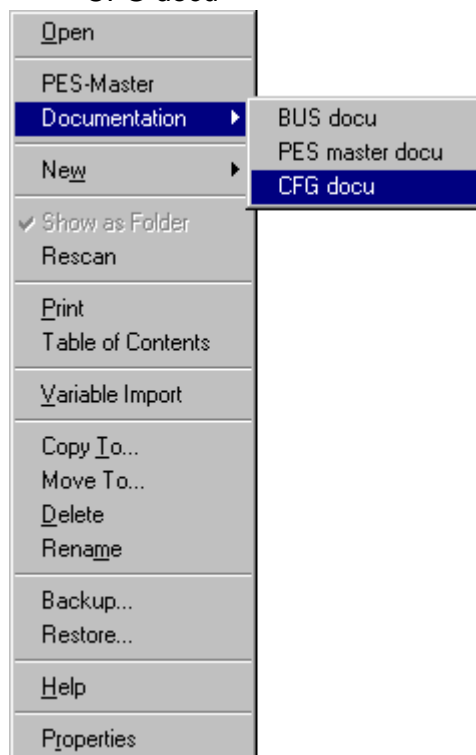 CFG docu
Open
PES-Master
Documentation
BUS docu
PES master docu
CFG docu
New
Show as Folder
Rescan
Print
Table of Contents
Variable Import
Copy To...
Move To...
Delete
Rename
Backup...
Restore...
Help
Properties